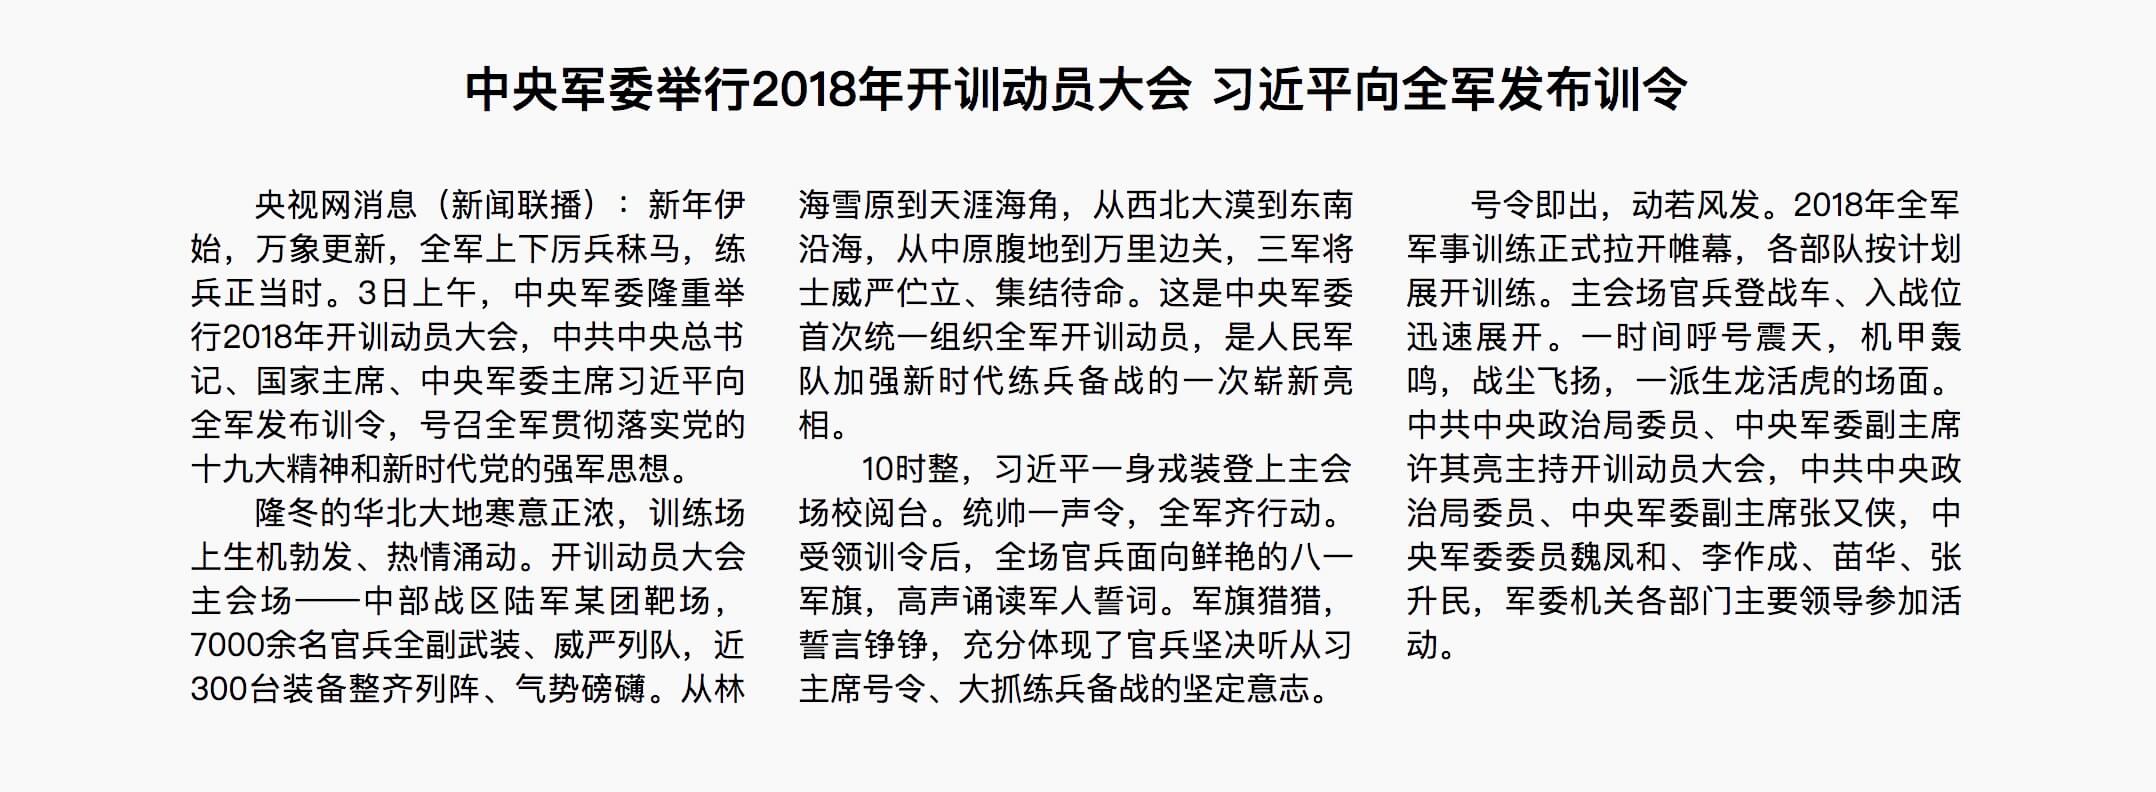 中央军委举行2018年开训动员大会 习近平向全军发布训令
央视网消息（新闻联播）：新年伊
始，万象更新，全军上下厉兵秣马，练
兵正当时。3日上午，中央军委隆重举
行2018年开训动员大会，中共中央总书
记、国家主席、中央军委主席习近平向
全军发布训令，号召全军贯彻落实党的
十九大精神和新时代党的强军思想。
隆冬的华北大地寒意正浓，训练场
上生机勃发、热情涌动。开训动员大会
主会场——中部战区陆军某团靶场，
7000余名官兵全副武装、威严列队，近
300台装备整齐列阵、气势磅礴。从林
海雪原到天涯海角，从西北大漠到东南
沿海，从中原腹地到万里边关，三军将
士威严伫立、集结待命。这是中央军委
首次统一组织全军开训动员，是人民军
队加强新时代练兵备战的一次崭新亮
相。
10时整，习近平一身戎装登上主会
场校阅台。统帅一声令，全军齐行动。
受领训令后，全场官兵面向鲜艳的八一
军旗，高声诵读军人誓词。军旗猎猎，
誓言铮铮，充分体现了官兵坚决听从习
主席号令、大抓练兵备战的坚定意志。
号令即出，动若风发。2018年全军
军事训练正式拉开帷幕，各部队按计划
展开训练。主会场官兵登战车、入战位
迅速展开。一时间呼号震天，机甲轰
鸣，战尘飞扬，一派生龙活虎的场面。
中共中央政治局委员、中央军委副主席
许其亮主持开训动员大会，中共中央政
治局委员、中央军委副主席张又侠，中
央军委委员魏凤和、李作成、苗华、张
升民，军委机关各部门主要领导参加活
动。